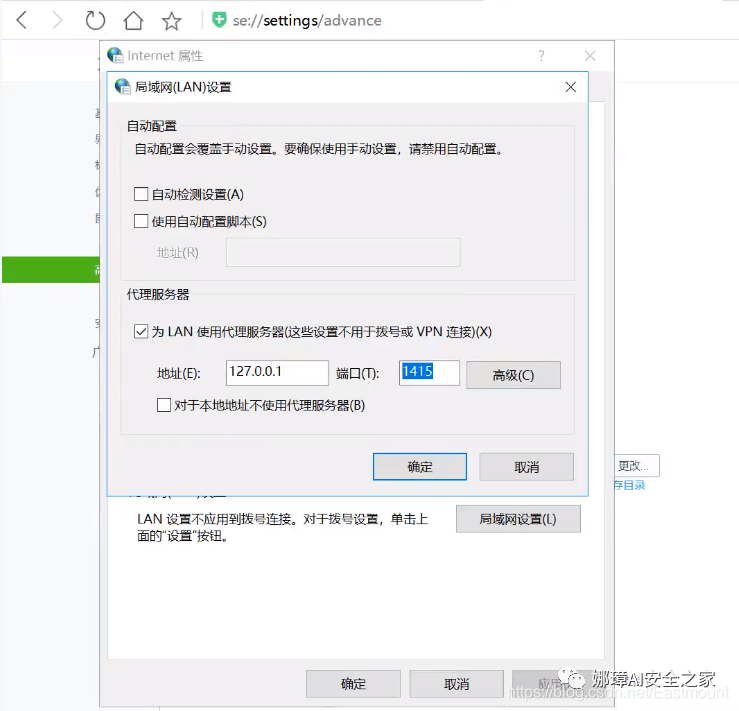 se://settings/advance
Internet 属性
局域网(LAN)设置
自动配置
自动配置会覆盖手动设置。要确保使用手动设置，请禁用自动配置。
自动检测设置(A)
使用自动配置脚本(S)
地址(R)
代理服务器
为 LAN 使用代理服务器(这些设置不用于拨号或 VPN 连接)(X)
地址(E): 127.0.0.1 端口(T): 1415 高级(C)
对于本地地址不使用代理服务器(B)
确定 取消
更改...
存目录
LAN 设置不应用到拨号连接。对于拨号设置，单击上
面的“设置”按钮。
局域网设置(L)
确定 取消
娜璋AI安全之家
https://blog.csdn.net/Eastmount